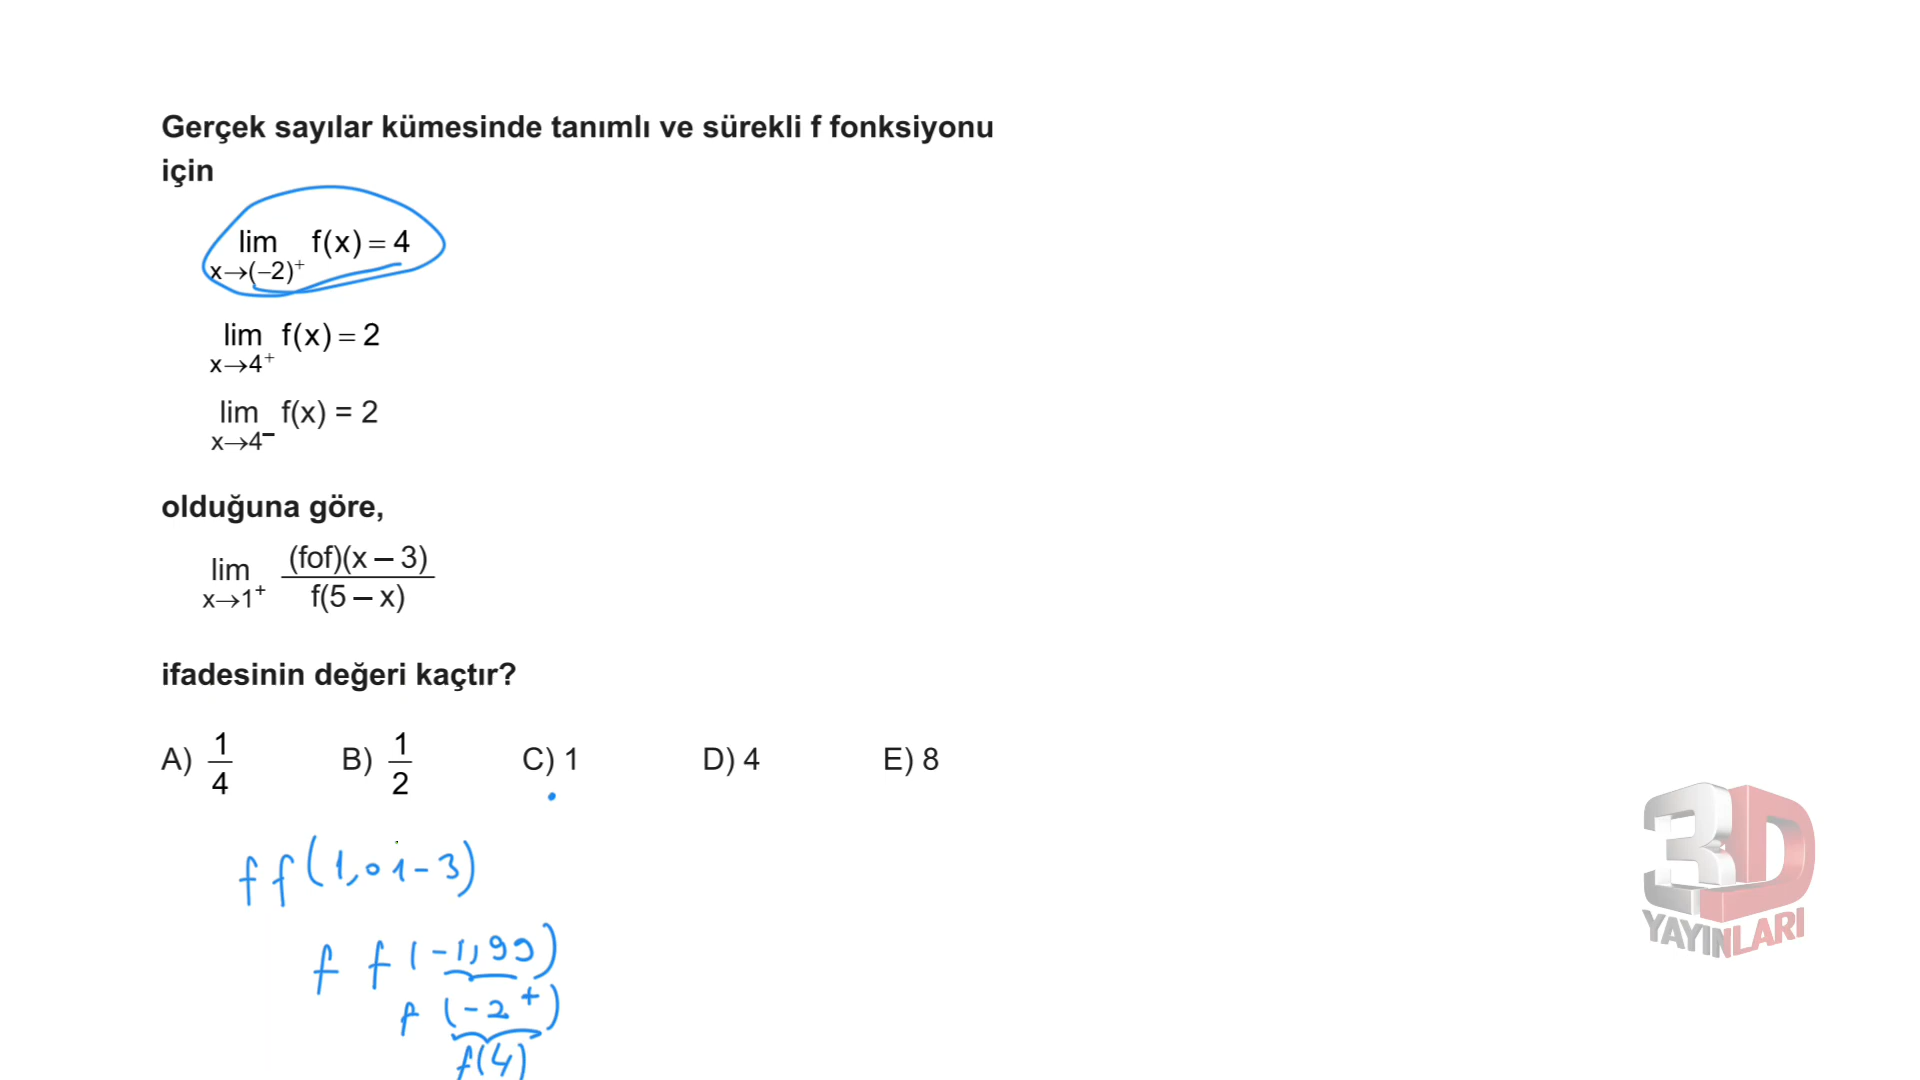 Gerçek sayılar kümesinde tanımlı ve sürekli f fonksiyonu
için
lim f(x) = 4
x→(−2)⁺
lim f(x) = 2
x→4⁺
lim f(x) = 2
x→4⁻
olduğuna göre,
lim (fof)(x − 3)
x→1⁺ f(5 − x)
ifadesinin değeri kaçtır?
A) 1/4 B) 1/2 C) 1 D) 4 E) 8
f f(1,01-3)
f f(-1,99)
f (-2⁺)
f(4)
3D
YAYINLARI